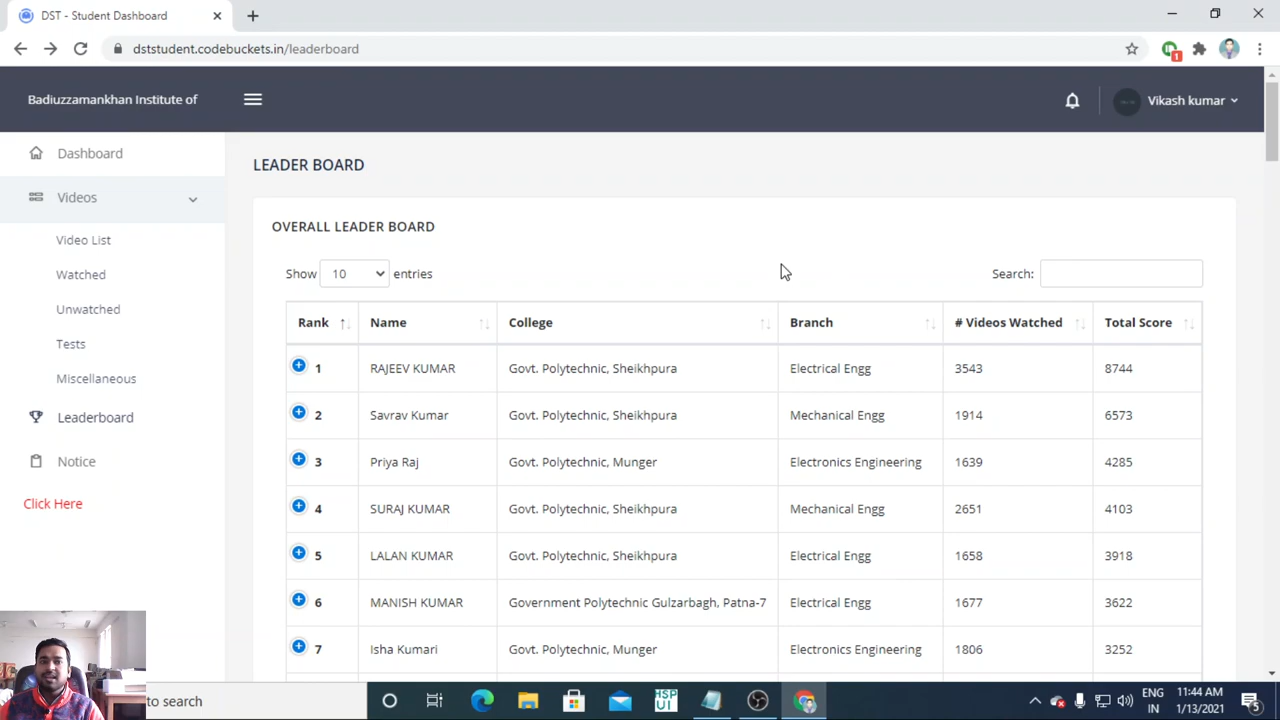 DST - Student Dashboard
dststudent.codebuckets.in/leaderboard
1
Badiuzzamankhan Institute of
Vikash kumar
Dashboard
Videos
Video List
Watched
Unwatched
Tests
Miscellaneous
Leaderboard
Notice
Click Here
LEADER BOARD
OVERALL LEADER BOARD
Show 10 entries
Search:
Rank Name College Branch # Videos Watched Total Score
1 RAJEEV KUMAR Govt. Polytechnic, Sheikhpura Electrical Engg 3543 8744
2 Savrav Kumar Govt. Polytechnic, Sheikhpura Mechanical Engg 1914 6573
3 Priya Raj Govt. Polytechnic, Munger Electronics Engineering 1639 4285
4 SURAJ KUMAR Govt. Polytechnic, Sheikhpura Mechanical Engg 2651 4103
5 LALAN KUMAR Govt. Polytechnic, Sheikhpura Electrical Engg 1658 3918
6 MANISH KUMAR Government Polytechnic Gulzarbagh, Patna-7 Electrical Engg 1677 3622
7 Isha Kumari Govt. Polytechnic, Munger Electronics Engineering 1806 3252
to search
HSP
UI
ENG
IN
11:44 AM
1/13/2021
5